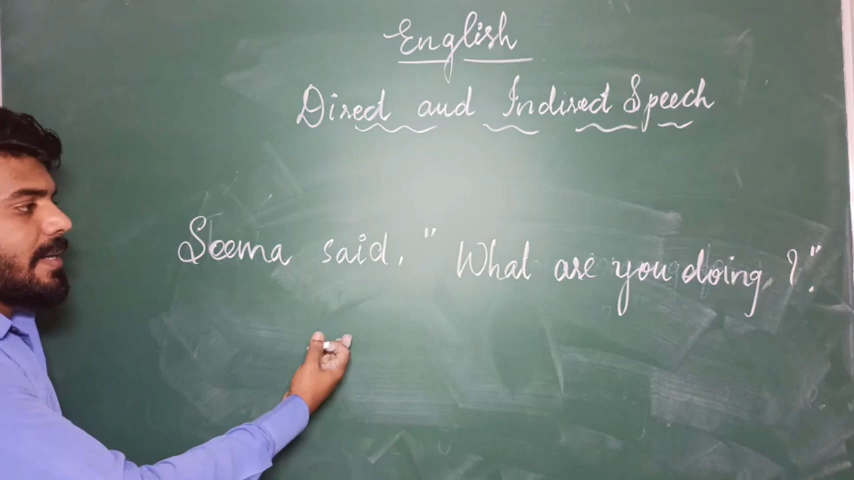 English
Direct and Indirect Speech
Seema said, " What are you doing ?"